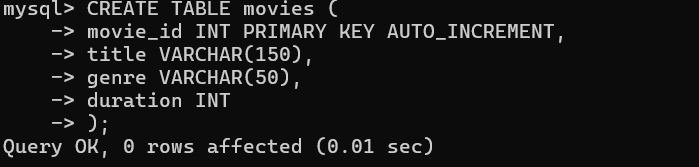 mysql> CREATE TABLE movies (
    -> movie_id INT PRIMARY KEY AUTO_INCREMENT,
    -> title VARCHAR(150),
    -> genre VARCHAR(50),
    -> duration INT
    -> );
Query OK, 0 rows affected (0.01 sec)